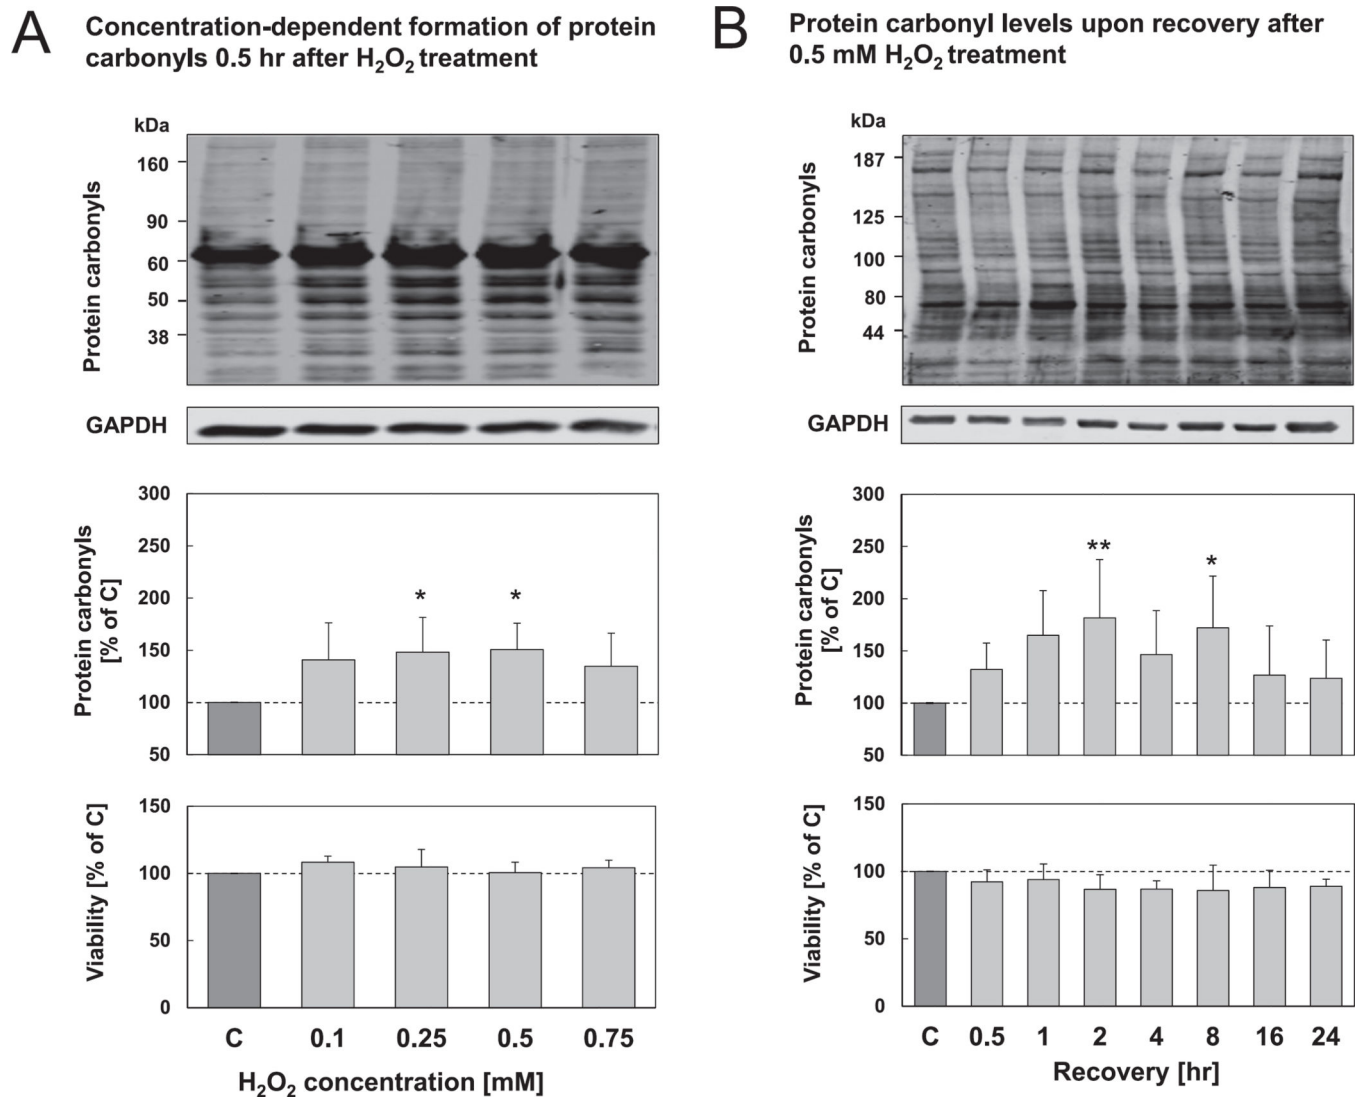 A
Concentration-dependent formation of protein
carbonyls 0.5 hr after H₂O₂ treatment
kDa
160
90
60
50
38
Protein carbonyls
GAPDH
300
250
200
150
100
50
Protein carbonyls
[% of C]
*
*
150
100
50
0
Viability [% of C]
C 0.1 0.25 0.5 0.75
H₂O₂ concentration [mM]
B
Protein carbonyl levels upon recovery after
0.5 mM H₂O₂ treatment
kDa
187
125
100
80
44
Protein carbonyls
GAPDH
300
250
200
150
100
50
Protein carbonyls
[% of C]
**
*
150
100
50
0
Viability [% of C]
C 0.5 1 2 4 8 16 24
Recovery [hr]